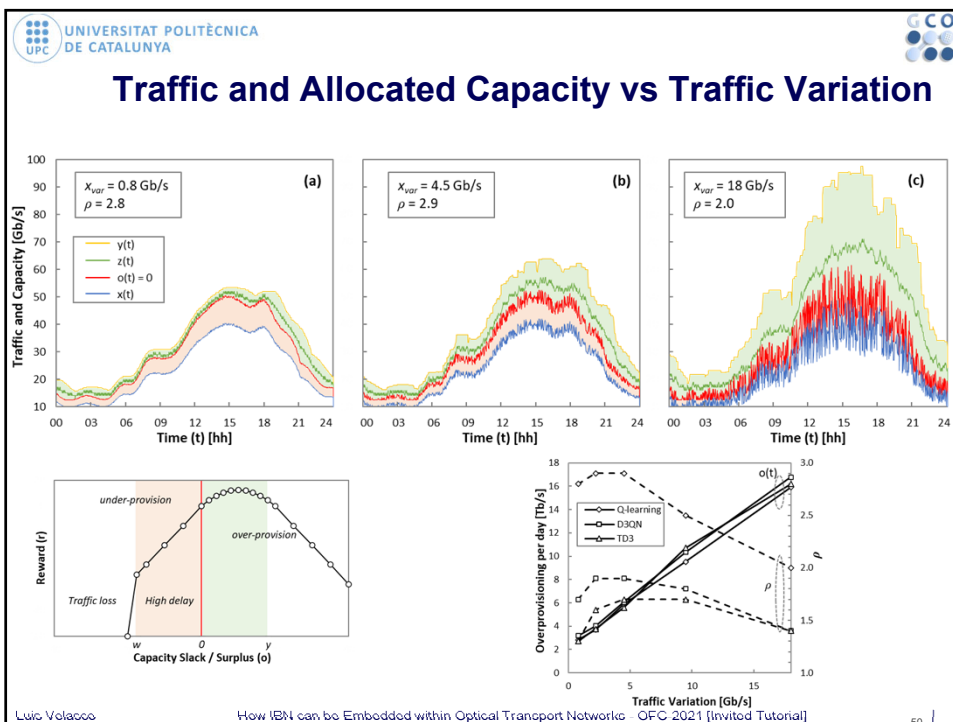 UNIVERSITAT POLITÈCNICA
DE CATALUNYA
UPC
GCO
Traffic and Allocated Capacity vs Traffic Variation
Traffic and Capacity [Gb/s]
100
90
80
70
60
50
40
30
20
10
x_var = 0.8 Gb/s
ρ = 2.8
(a)
y(t)
z(t)
o(t) = 0
x(t)
00 03 06 09 12 15 18 21 24
Time (t) [hh]
x_var = 4.5 Gb/s
ρ = 2.9
(b)
00 03 06 09 12 15 18 21 24
Time (t) [hh]
x_var = 18 Gb/s
ρ = 2.0
(c)
00 03 06 09 12 15 18 21 24
Time (t) [hh]
Reward (r)
under-provision
over-provision
Traffic loss
High delay
w 0 y
Capacity Slack / Surplus (o)
Overprovisioning per day [Tb/s]
18
16
14
12
10
8
6
4
2
0
Q-learning
D3QN
TD3
o(t)
ρ
3.0
2.5
2.0
1.5
1.0
ρ
0 5 10 15
Traffic Variation [Gb/s]
Luis Velasco
How IBN can be Embedded within Optical Transport Networks - OFC 2021 [Invited Tutorial]